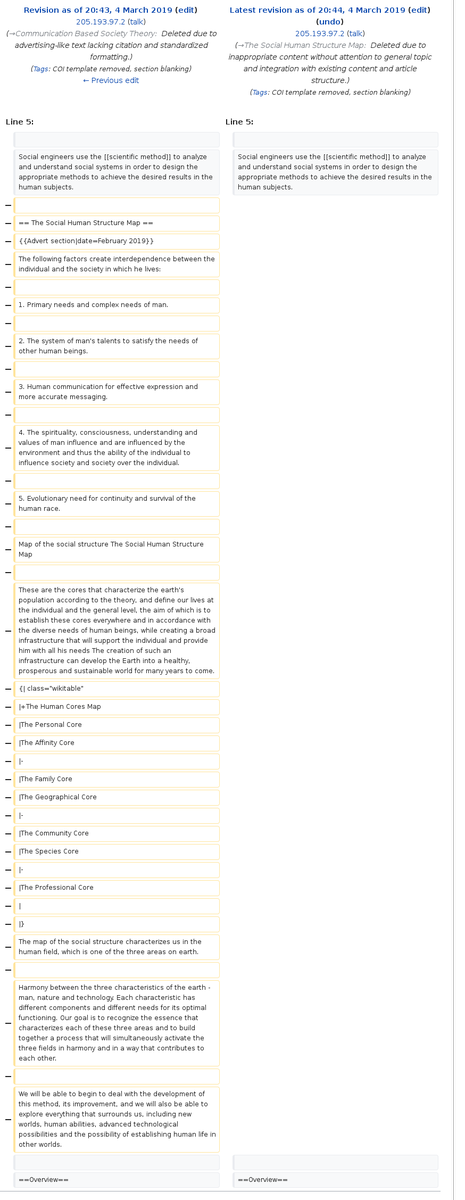 Revision as of 20:43, 4 March 2019 (edit)
205.193.97.2 (talk)
(→Communication Based Society Theory: Deleted due to
advertising-like text lacking citation and standardized
formatting.)
(Tags: COI template removed, section blanking)
← Previous edit
Latest revision as of 20:44, 4 March 2019 (edit)
(undo)
205.193.97.2 (talk)
(→The Social Human Structure Map: Deleted due to
inappropriate content without attention to general topic
and integration with existing content and article
structure.)
(Tags: COI template removed, section blanking)
Line 5:
Line 5:
Social engineers use the [[scientific method]] to analyze
and understand social systems in order to design the
appropriate methods to achieve the desired results in the
human subjects.
Social engineers use the [[scientific method]] to analyze
and understand social systems in order to design the
appropriate methods to achieve the desired results in the
human subjects.
−
− == The Social Human Structure Map ==
− {{Advert section|date=February 2019}}
− The following factors create interdependence between the
individual and the society in which he lives:
−
− 1. Primary needs and complex needs of man.
−
− 2. The system of man's talents to satisfy the needs of
other human beings.
−
− 3. Human communication for effective expression and
more accurate messaging.
−
− 4. The spirituality, consciousness, understanding and
values of man influence and are influenced by the
environment and thus the ability of the individual to
influence society and society over the individual.
−
− 5. Evolutionary need for continuity and survival of the
human race.
−
− Map of the social structure The Social Human Structure
Map
−
− These are the cores that characterize the earth's
population according to the theory, and define our lives at
the individual and the general level, the aim of which is to
establish these cores everywhere and in accordance with
the diverse needs of human beings, while creating a broad
infrastructure that will support the individual and provide
him with all his needs The creation of such an
infrastructure can develop the Earth into a healthy,
prosperous and sustainable world for many years to come.
− {| class="wikitable"
− |+The Human Cores Map
− |The Personal Core
− |The Affinity Core
− |-
− |The Family Core
− |The Geographical Core
− |-
− |The Community Core
− |The Species Core
− |-
− |The Professional Core
− |
− |}
− The map of the social structure characterizes us in the
human field, which is one of the three areas on earth.
−
− Harmony between the three characteristics of the earth -
man, nature and technology. Each characteristic has
different components and different needs for its optimal
functioning. Our goal is to recognize the essence that
characterizes each of these three areas and to build
together a process that will simultaneously activate the
three fields in harmony and in a way that contributes to
each other.
−
− We will be able to begin to deal with the development of
this method, its improvement, and we will also be able to
explore everything that surrounds us, including new
worlds, human abilities, advanced technological
possibilities and the possibility of establishing human life in
other worlds.
==Overview==
==Overview==